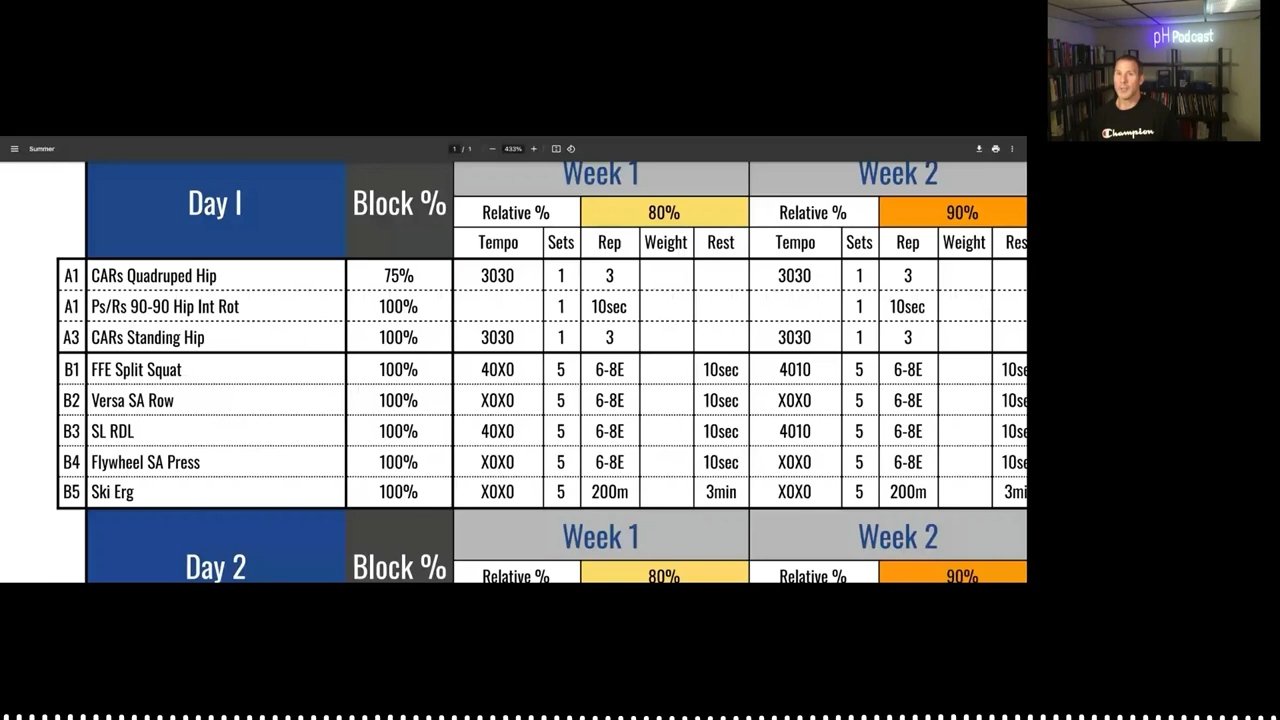 pH Podcast
Champion
Summer 1 / 1 433%
Day I Block % Week 1 Week 2
Relative % 80% Relative % 90%
Tempo Sets Rep Weight Rest Tempo Sets Rep Weight Res
A1 CARs Quadruped Hip 75% 3030 1 3 3030 1 3
A1 Ps/Rs 90-90 Hip Int Rot 100% 1 10sec 1 10sec
A3 CARs Standing Hip 100% 3030 1 3 3030 1 3
B1 FFE Split Squat 100% 40X0 5 6-8E 10sec 4010 5 6-8E 10se
B2 Versa SA Row 100% X0X0 5 6-8E 10sec X0X0 5 6-8E 10se
B3 SL RDL 100% 40X0 5 6-8E 10sec 4010 5 6-8E 10se
B4 Flywheel SA Press 100% X0X0 5 6-8E 10sec X0X0 5 6-8E 10se
B5 Ski Erg 100% X0X0 5 200m 3min X0X0 5 200m 3mi
Day 2 Block % Week 1 Week 2
Relative % 80% Relative % 90%